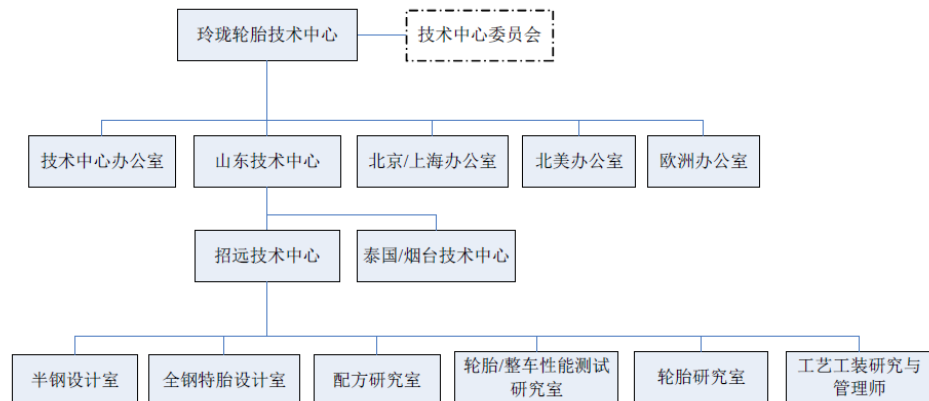 玲珑轮胎技术中心
技术中心委员会
技术中心办公室
山东技术中心
北京/上海办公室
北美办公室
欧洲办公室
招远技术中心
泰国/烟台技术中心
半钢设计室
全钢特胎设计室
配方研究室
轮胎/整车性能测试
研究室
轮胎研究室
工艺工装研究与
管理师